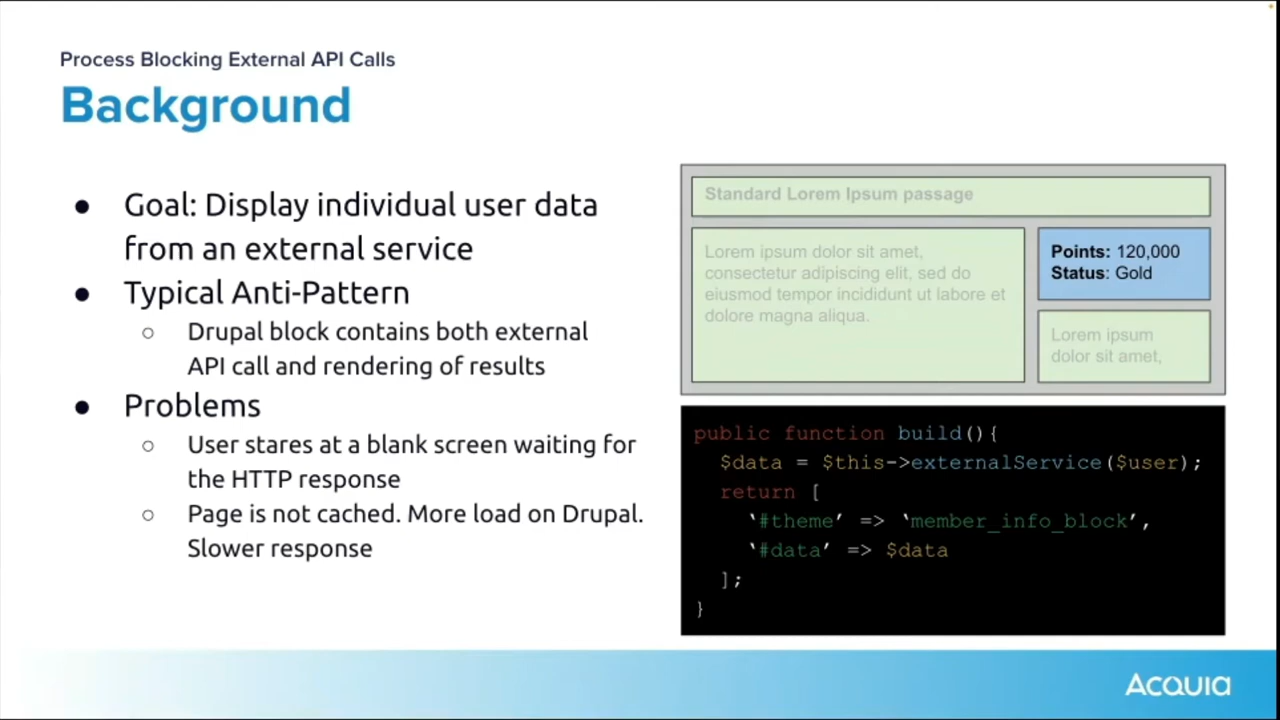 Process Blocking External API Calls
Background
● Goal: Display individual user data
from an external service
● Typical Anti-Pattern
○ Drupal block contains both external
API call and rendering of results
● Problems
○ User stares at a blank screen waiting for
the HTTP response
○ Page is not cached. More load on Drupal.
Slower response
Standard Lorem Ipsum passage
Lorem ipsum dolor sit amet,
consectetur adipiscing elit, sed do
eiusmod tempor incididunt ut labore et
dolore magna aliqua.
Points: 120,000
Status: Gold
Lorem ipsum
dolor sit amet,
public function build(){
$data = $this->externalService($user);
return [
‘#theme’ => ‘member_info_block’,
‘#data’ => $data
];
}
Acquia